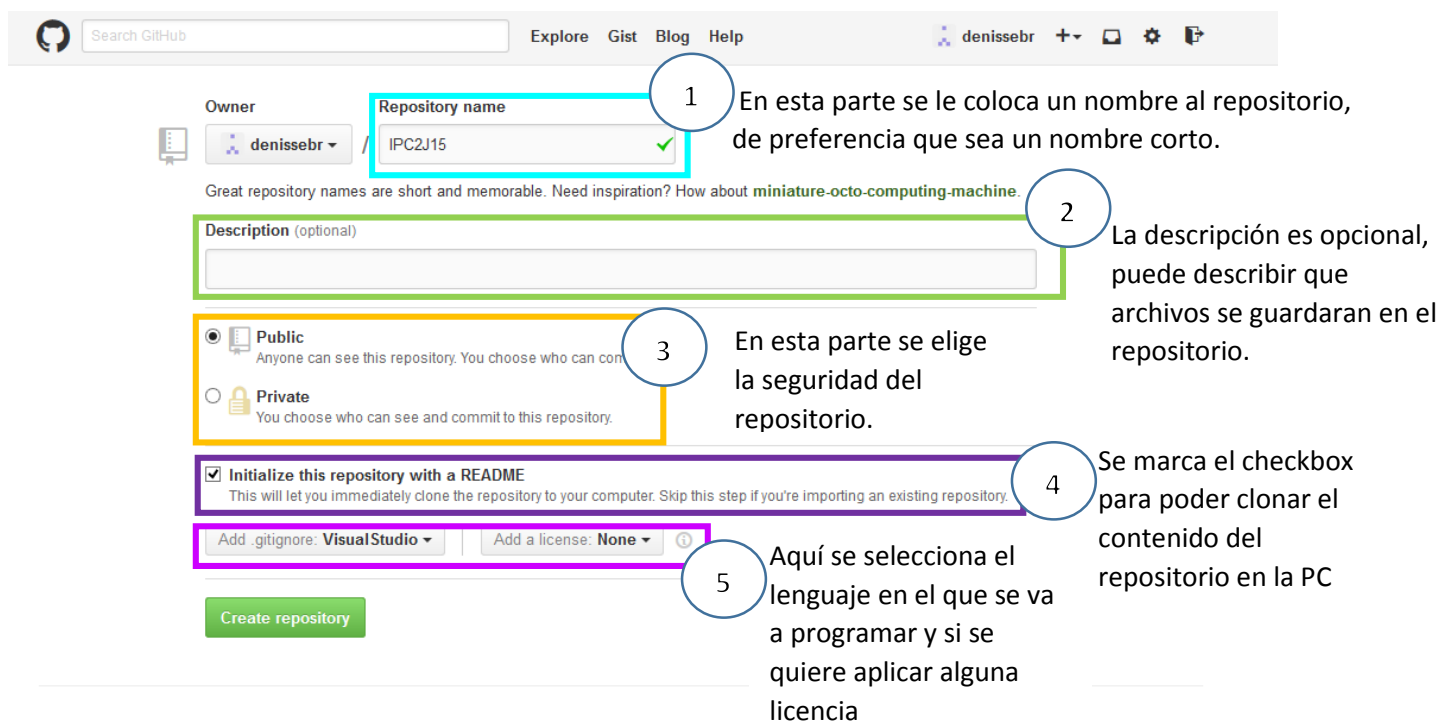 Search GitHub
Explore Gist Blog Help
denissebr
Owner
Repository name
1
En esta parte se le coloca un nombre al repositorio,
de preferencia que sea un nombre corto.
denissebr / IPC2J15
Great repository names are short and memorable. Need inspiration? How about miniature-octo-computing-machine.
2
Description (optional)
La descripción es opcional,
puede describir que
archivos se guardaran en el
repositorio.
Public
Anyone can see this repository. You choose who can
3
En esta parte se elige
la seguridad del
repositorio.
Private
You choose who can see and commit to this repository.
Initialize this repository with a README
This will let you immediately clone the repository to your computer. Skip this step if you're importing an existing repository.
4
Se marca el checkbox
para poder clonar el
contenido del
repositorio en la PC
Add .gitignore: VisualStudio
Add a license: None
5
Aquí se selecciona el
lenguaje en el que se va
a programar y si se
quiere aplicar alguna
licencia
Create repository